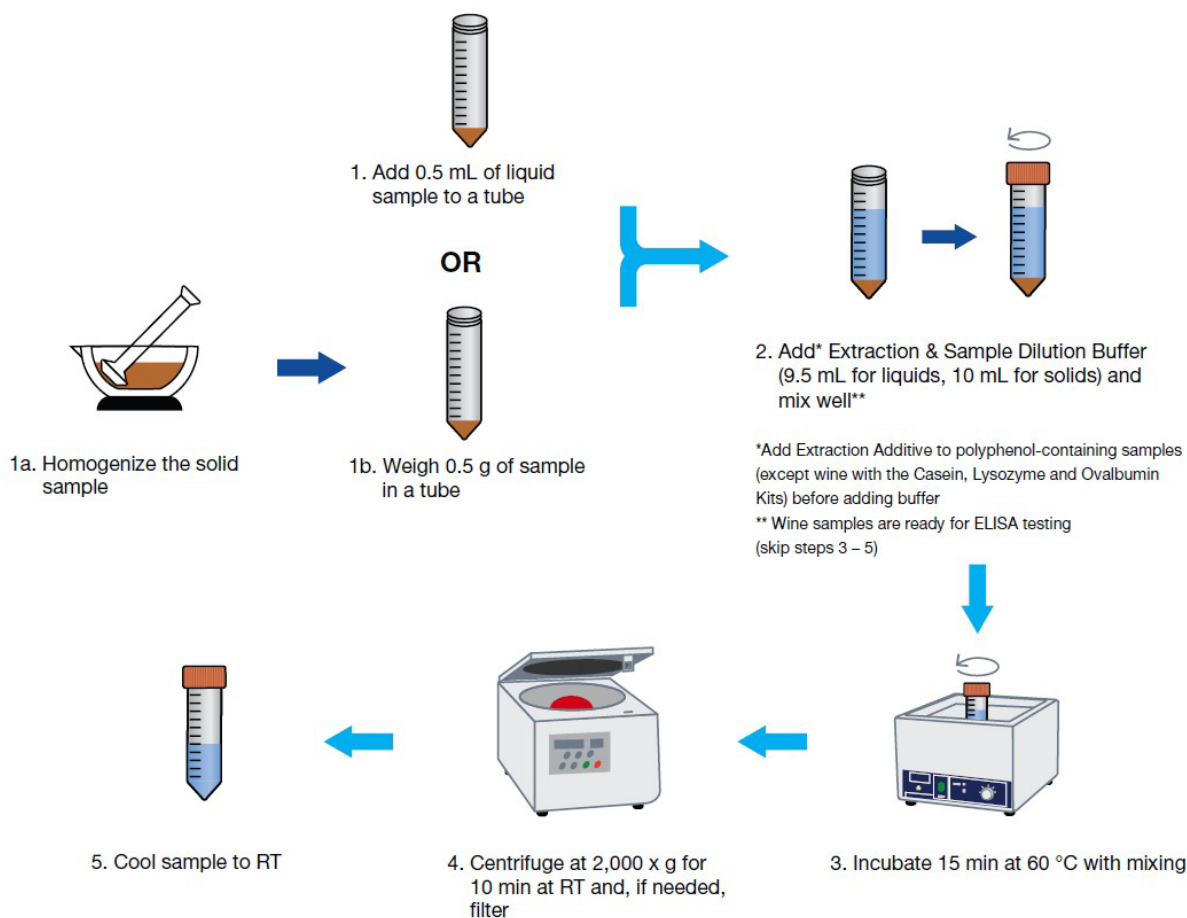 1. Add 0.5 mL of liquid
sample to a tube
OR
1a. Homogenize the solid
sample
1b. Weigh 0.5 g of sample
in a tube
2. Add* Extraction & Sample Dilution Buffer
(9.5 mL for liquids, 10 mL for solids) and
mix well**
*Add Extraction Additive to polyphenol-containing samples
(except wine with the Casein, Lysozyme and Ovalbumin
Kits) before adding buffer
** Wine samples are ready for ELISA testing
(skip steps 3 – 5)
3. Incubate 15 min at 60 °C with mixing
4. Centrifuge at 2,000 x g for
10 min at RT and, if needed,
filter
5. Cool sample to RT